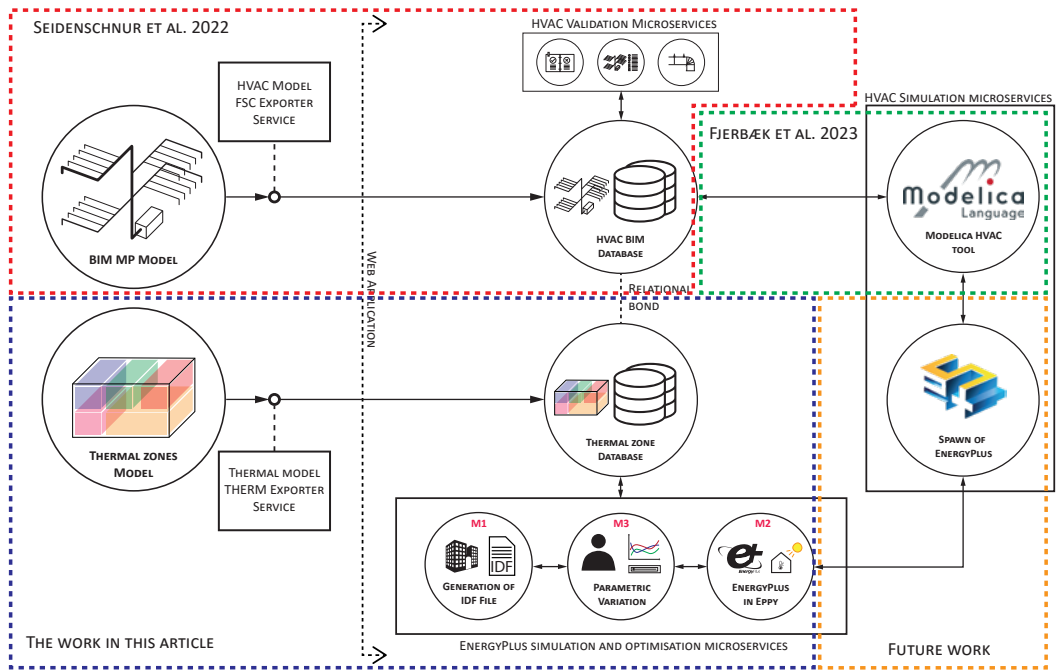 SEIDENSCHNUR ET AL. 2022
HVAC VALIDATION MICROSERVICES
HVAC MODEL
FSC EXPORTER
SERVICE
HVAC SIMULATION MICROSERVICES
FJERBÆK ET AL. 2023
Modelica
Language
MODELICA HVAC
TOOL
BIM MP MODEL
HVAC BIM
DATABASE
WEB APPLICATION
RELATIONAL
BOND
THERMAL ZONES
MODEL
THERMAL ZONE
DATABASE
SPAWN OF
ENERGYPLUS
THERMAL MODEL
THERM EXPORTER
SERVICE
M1
IDF
GENERATION OF
IDF FILE
M3
PARAMETRIC
VARIATION
M2
ENERGYPLUS
IN EPPY
THE WORK IN THIS ARTICLE
ENERGYPLUS SIMULATION AND OPTIMISATION MICROSERVICES
FUTURE WORK